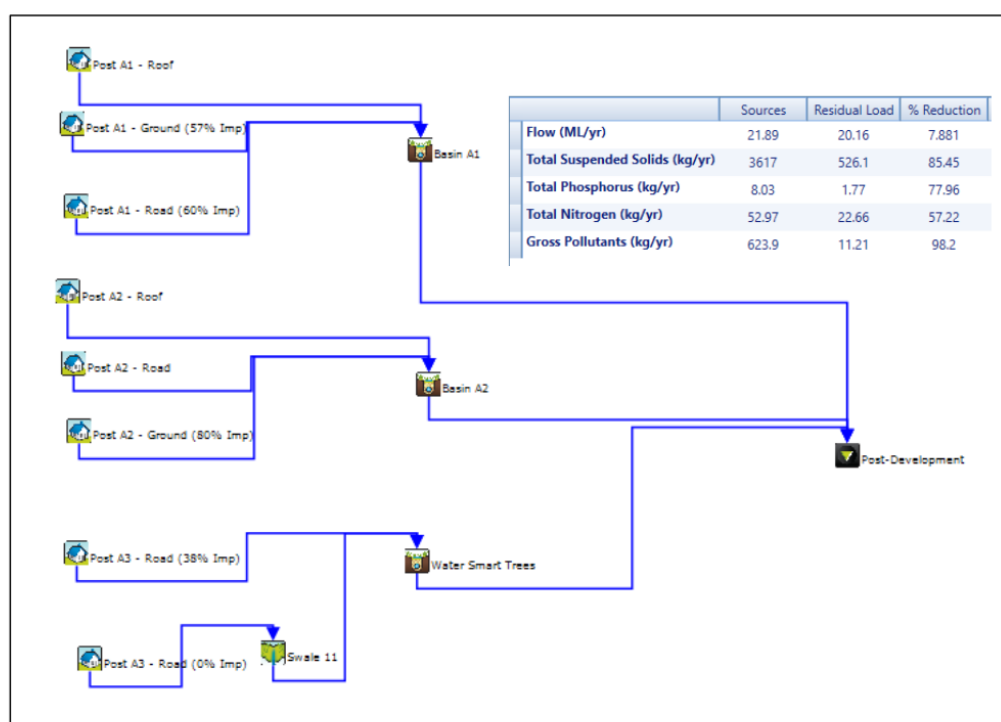 Post A1 - Roof
Post A1 - Ground (57% Imp)
Basin A1
Post A1 - Road (60% Imp)
Sources Residual Load % Reduction
Flow (ML/yr) 21.89 20.16 7.881
Total Suspended Solids (kg/yr) 3617 526.1 85.45
Total Phosphorus (kg/yr) 8.03 1.77 77.96
Total Nitrogen (kg/yr) 52.97 22.66 57.22
Gross Pollutants (kg/yr) 623.9 11.21 98.2
Post A2 - Roof
Post A2 - Road
Basin A2
Post A2 - Ground (80% Imp)
Post-Development
Post A3 - Road (38% Imp)
Water Smart Trees
Post A3 - Road (0% Imp)
Swale 11